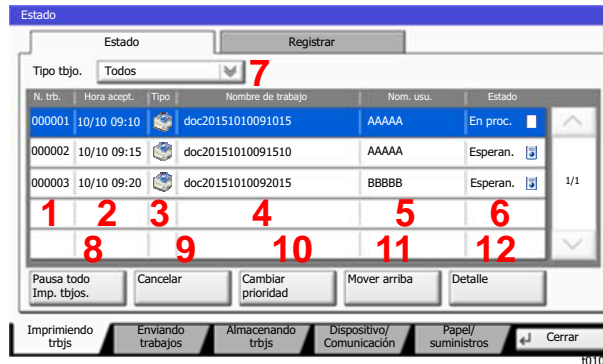 Estado
Estado Registrar
Tipo tbjo. Todos 7
N. trb. Hora acept. Tipo Nombre de trabajo Nom. usu. Estado
000001 10/10 09:10 doc20151010091015 AAAAA En proc.
000002 10/10 09:15 doc20151010091510 AAAAA Esperan.
000003 10/10 09:20 doc20151010092015 BBBBB Esperan. 1/1
1 2 3 4 5 6
8 9 10 11 12
Pausa todo Cancelar Cambiar Mover arriba Detalle
Imp. tbjos. prioridad
Imprimiendo Enviando Almacenando Dispositivo/ Papel/
trbjs trabajos trbjs Comunicación suministros Cerrar